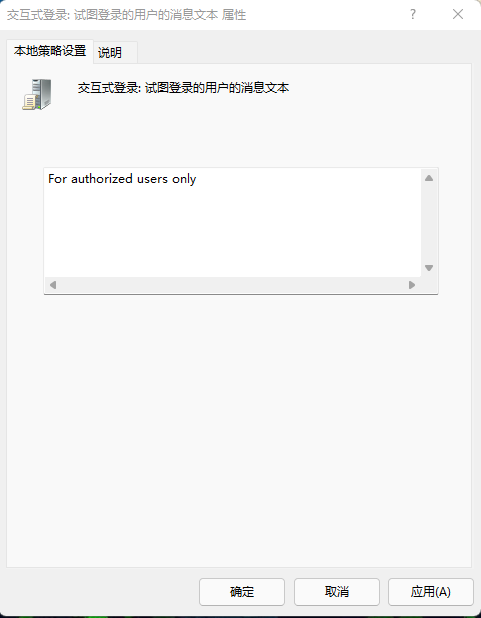 交互式登录: 试图登录的用户的消息文本 属性
?
本地策略设置
说明
交互式登录: 试图登录的用户的消息文本
For authorized users only
确定
取消
应用(A)